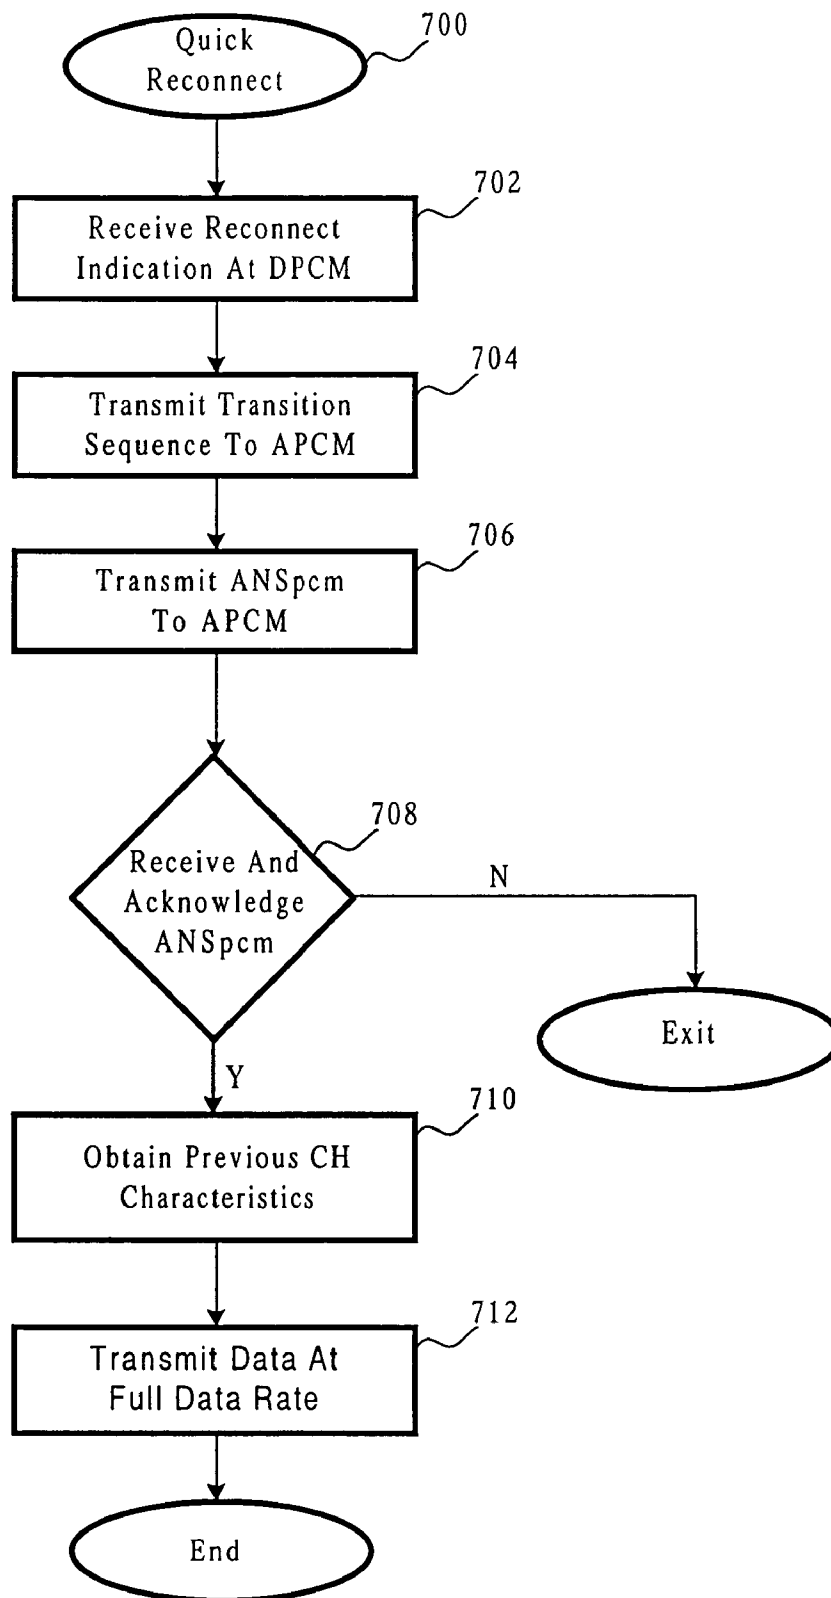 Quick
Reconnect
700
702
Receive Reconnect
Indication At DPCM
704
Transmit Transition
Sequence To APCM
706
Transmit ANSpcm
To APCM
708
Receive And
Acknowledge
ANSpcm
N
Exit
Y
710
Obtain Previous CH
Characteristics
712
Transmit Data At
Full Data Rate
End